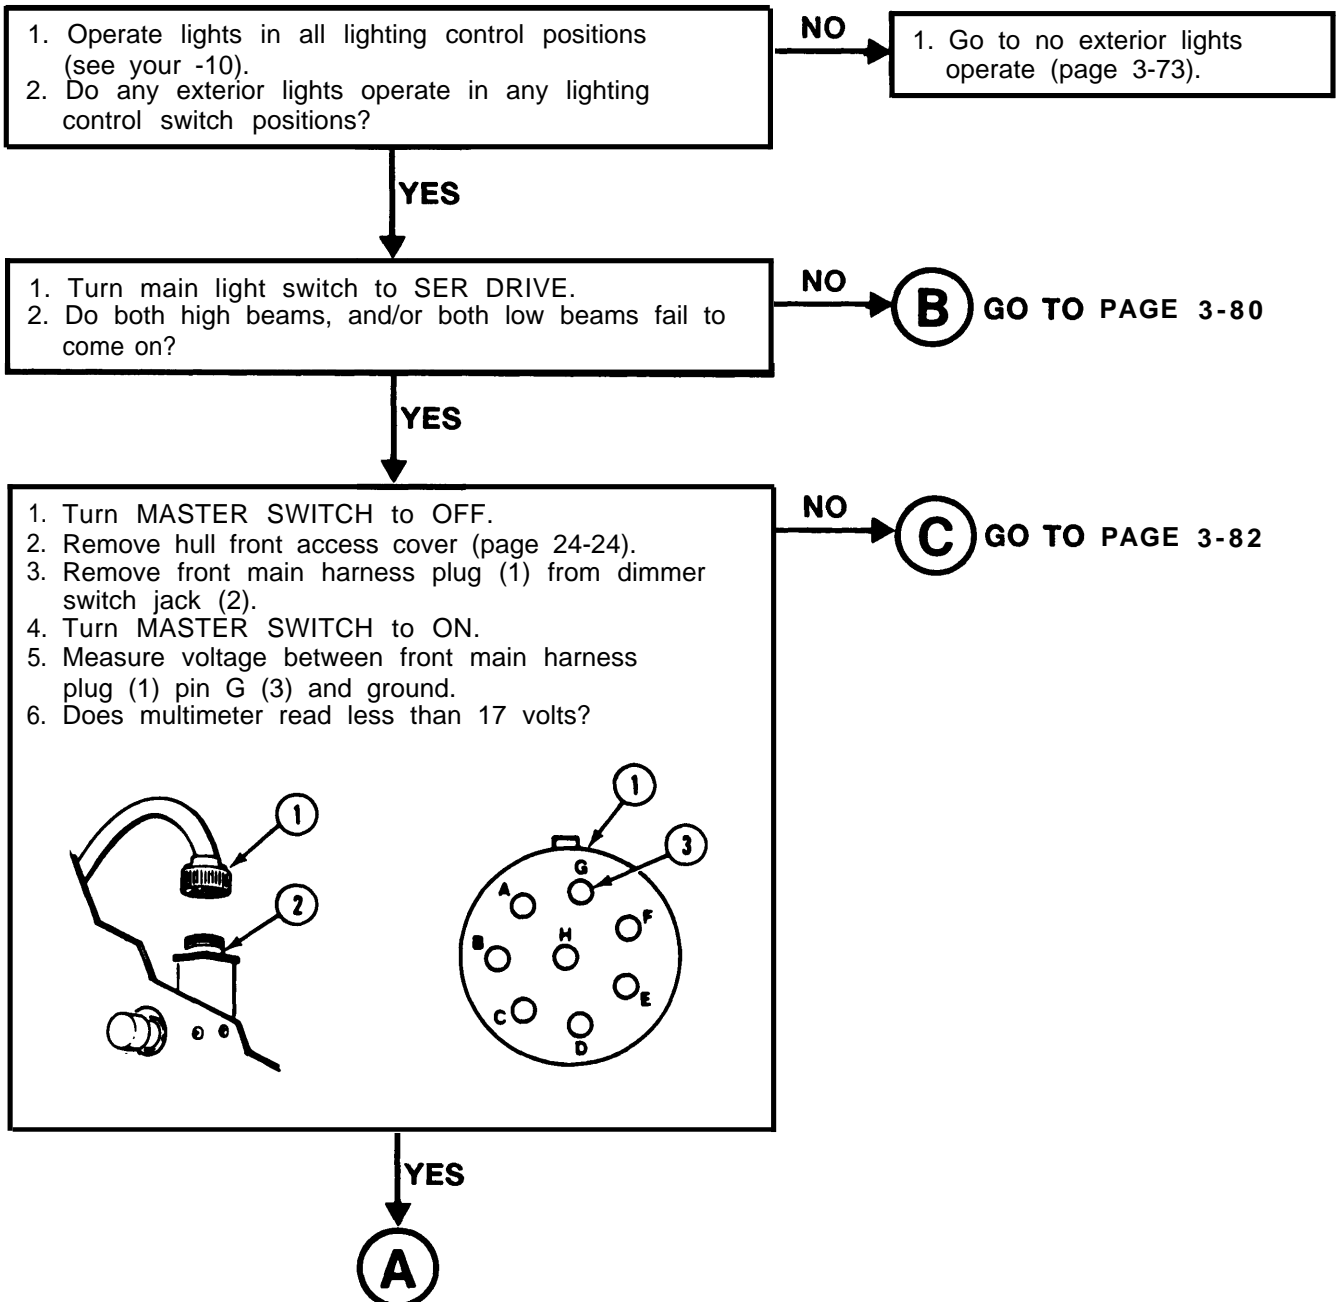 1. Operate lights in all lighting control positions
(see your -10).
2. Do any exterior lights operate in any lighting
control switch positions?
NO
1. Go to no exterior lights
operate (page 3-73).
YES
1. Turn main light switch to SER DRIVE.
2. Do both high beams, and/or both low beams fail to
come on?
NO
B GO TO PAGE 3-80
YES
1. Turn MASTER SWITCH to OFF.
2. Remove hull front access cover (page 24-24).
3. Remove front main harness plug (1) from dimmer
switch jack (2).
4. Turn MASTER SWITCH to ON.
5. Measure voltage between front main harness
plug (1) pin G (3) and ground.
6. Does multimeter read less than 17 volts?
NO
C GO TO PAGE 3-82
1
2
1
3
G
A
F
B
H
E
C
D
YES
A